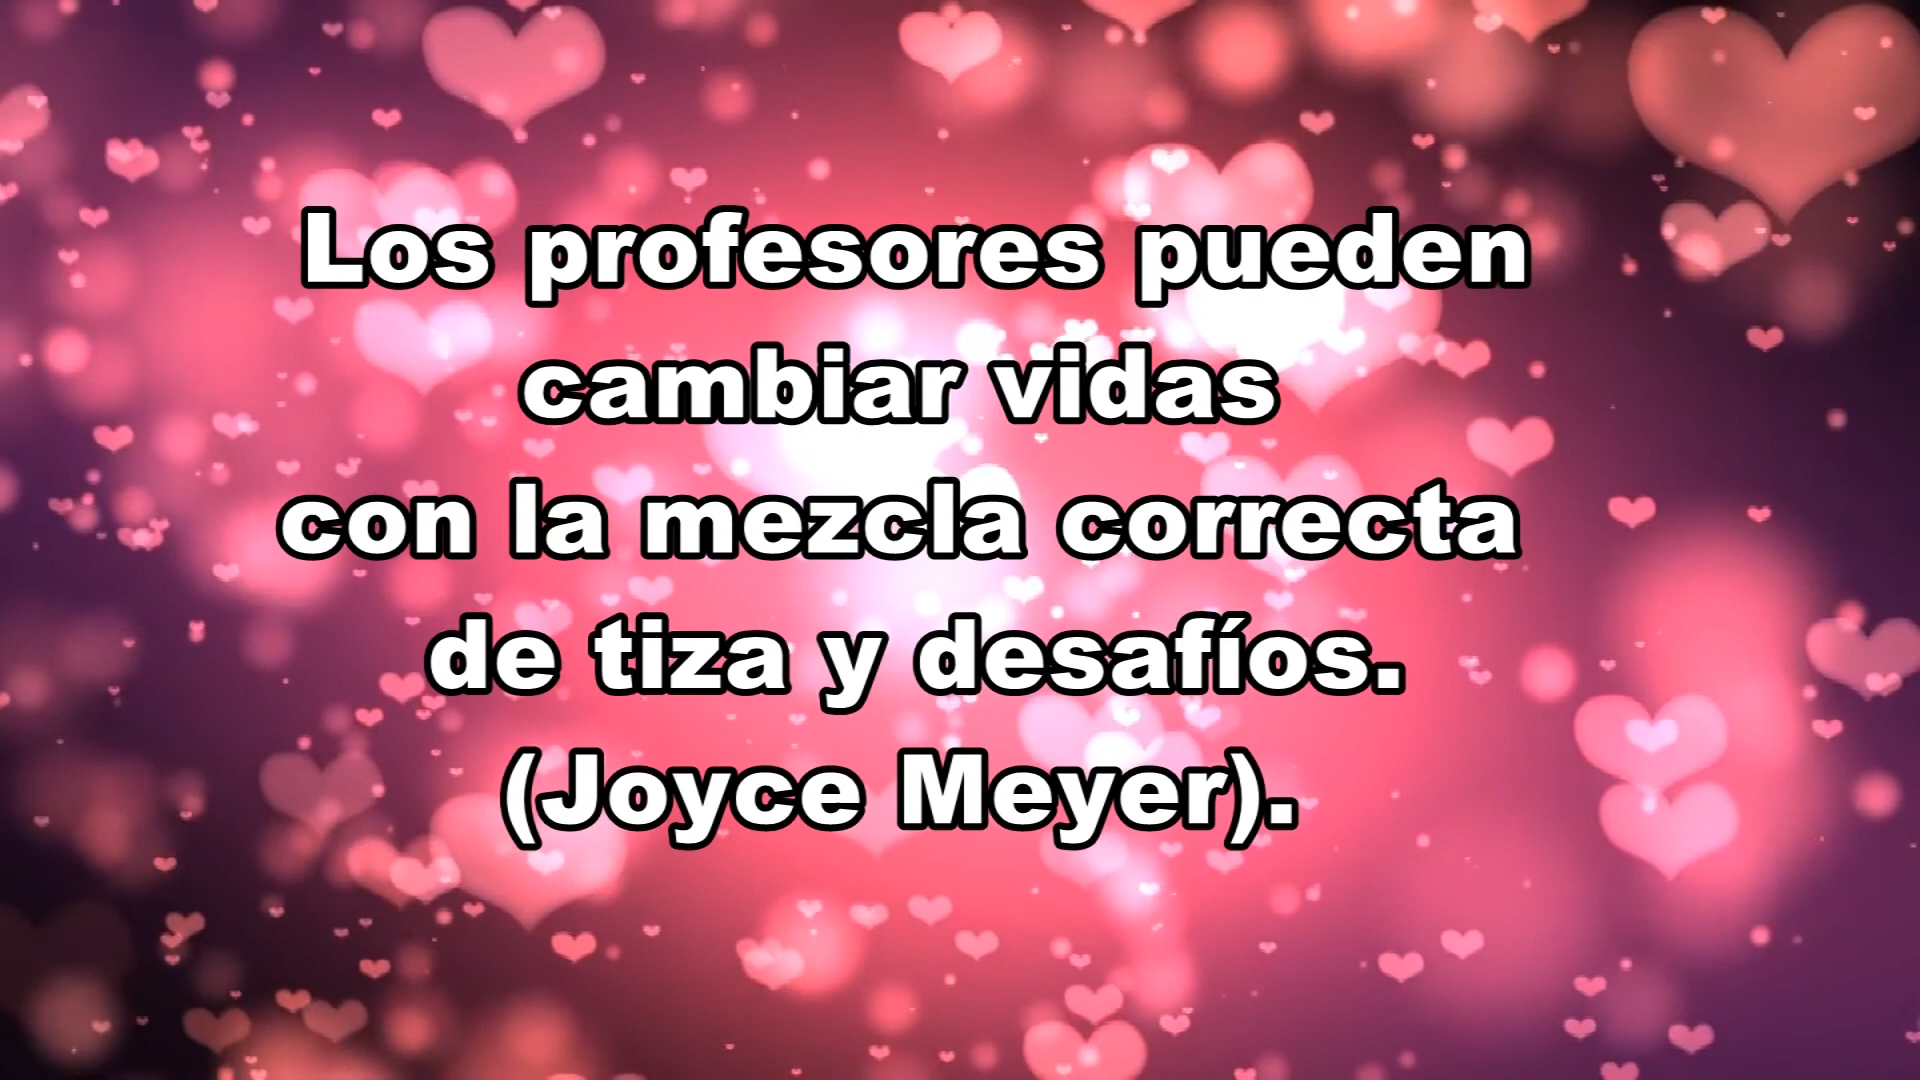 Los profesores pueden
cambiar vidas
con la mezcla correcta
de tiza y desafíos.
(Joyce Meyer).